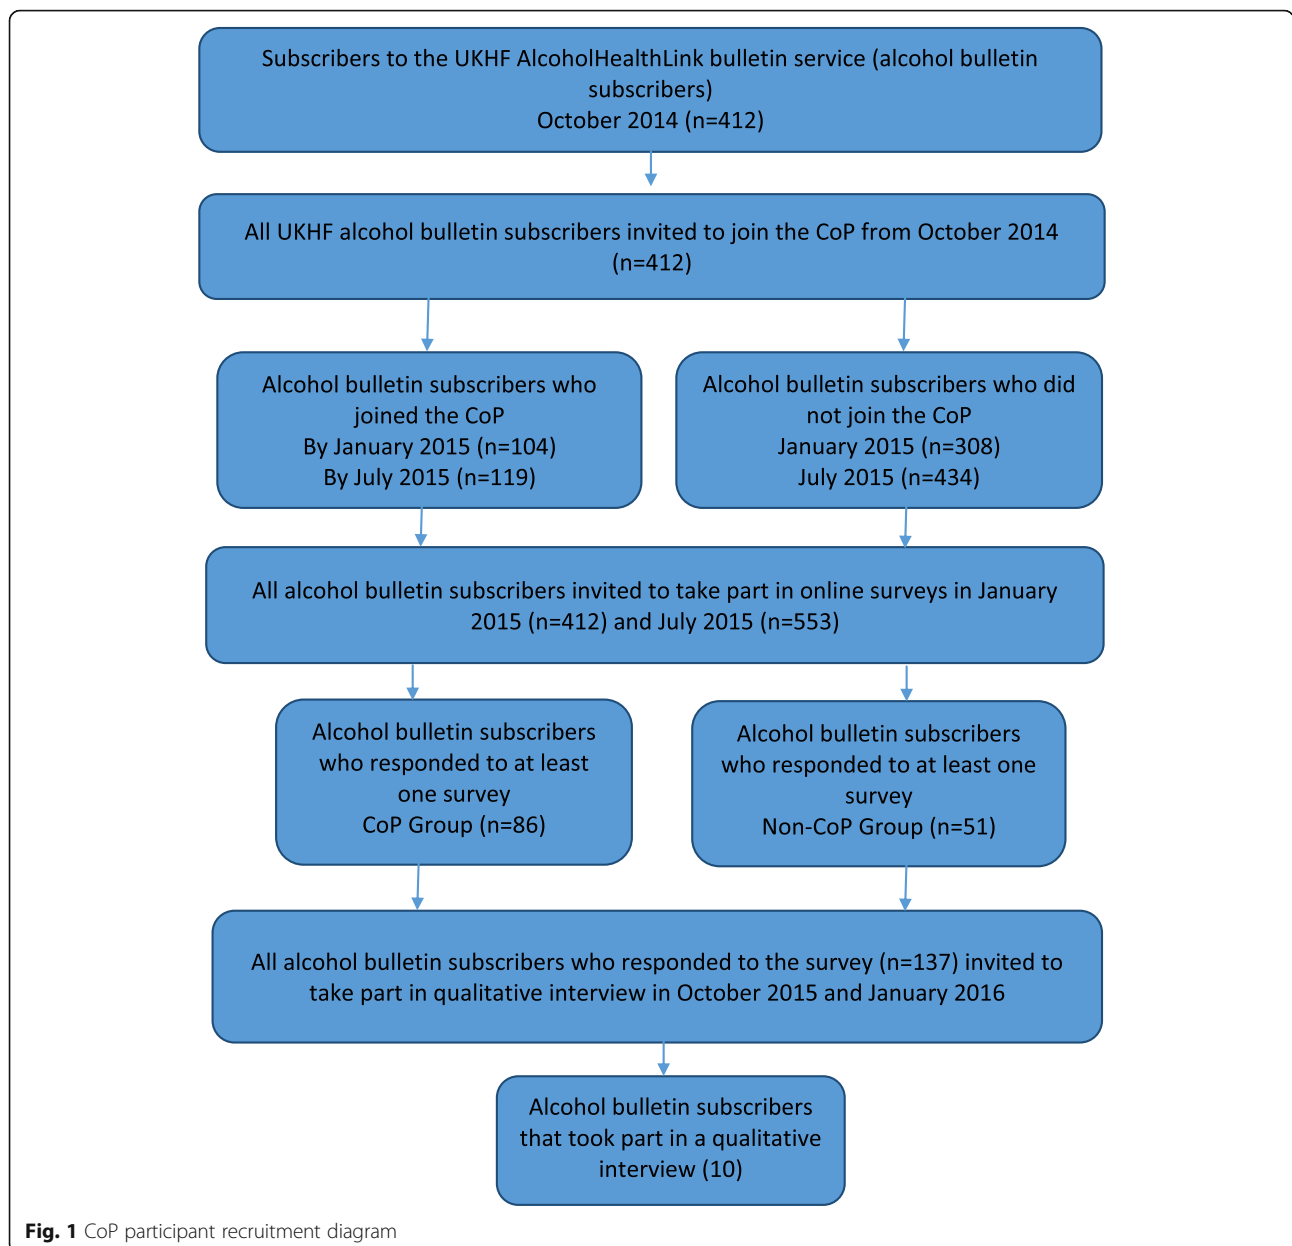 Subscribers to the UKHF AlcoholHealthLink bulletin service (alcohol bulletin
subscribers)
October 2014 (n=412)
All UKHF alcohol bulletin subscribers invited to join the CoP from October 2014
(n=412)
Alcohol bulletin subscribers who
joined the CoP
By January 2015 (n=104)
By July 2015 (n=119)
Alcohol bulletin subscribers who did
not join the CoP
January 2015 (n=308)
July 2015 (n=434)
All alcohol bulletin subscribers invited to take part in online surveys in January
2015 (n=412) and July 2015 (n=553)
Alcohol bulletin subscribers
who responded to at least
one survey
CoP Group (n=86)
Alcohol bulletin subscribers
who responded to at least one
survey
Non-CoP Group (n=51)
All alcohol bulletin subscribers who responded to the survey (n=137) invited to
take part in qualitative interview in October 2015 and January 2016
Alcohol bulletin subscribers
that took part in a qualitative
interview (10)
Fig. 1 CoP participant recruitment diagram